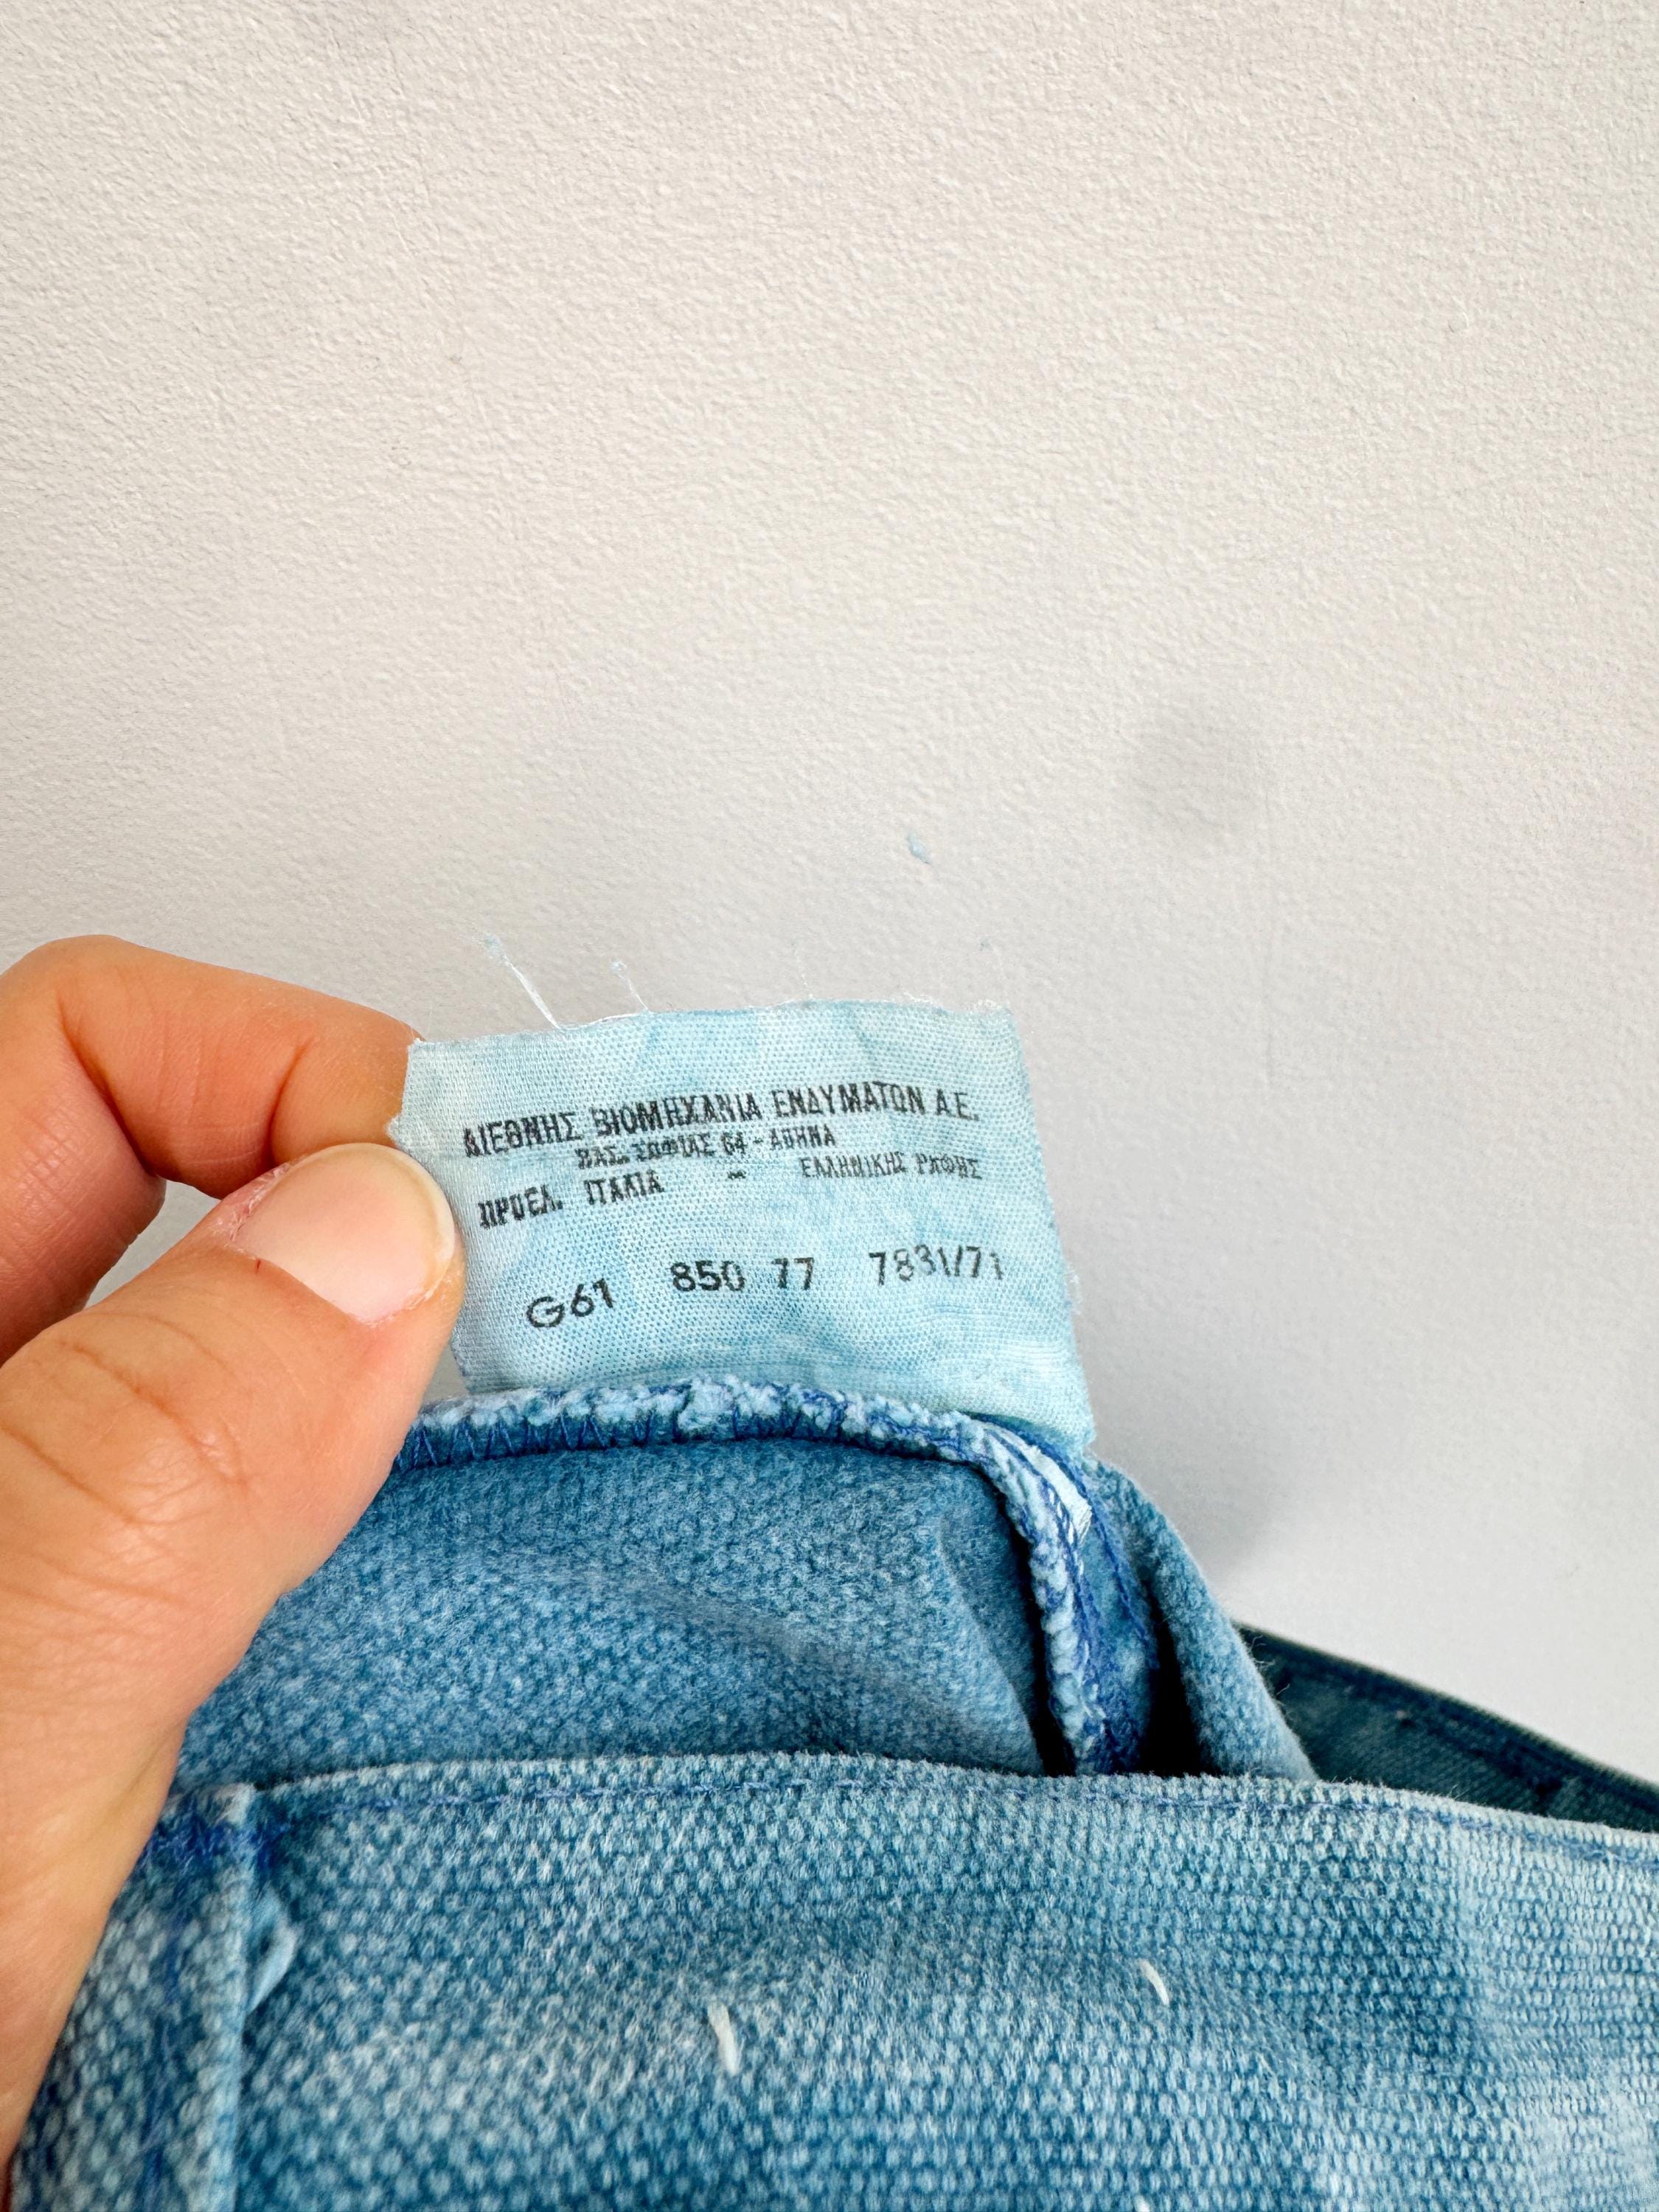 ΔΙΕΘΝΗΣ ΒΙΟΜΗΧΑΝΙΑ ΕΝΔΥΜΑΤΩΝ Α.Ε.
ΒΑΣ. ΣΟΦΙΑΣ 64 - ΑΘΗΝΑ
ΠΡΟΕΛ. ΙΤΑΛΙΑ - ΕΛΛΗΝΙΚΗΣ ΡΑΦΗΣ
G61 850 77 7831/71